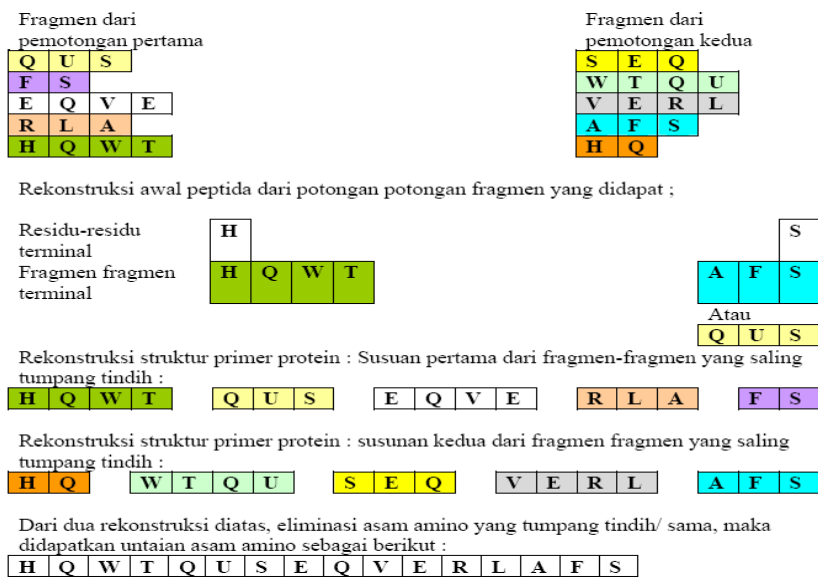 Fragmen dari
pemotongan pertama
Q U S
F S
E Q V E
R L A
H Q W T
Fragmen dari
pemotongan kedua
S E Q
W T Q U
V E R L
A F S
H Q
Rekonstruksi awal peptida dari potongan potongan fragmen yang didapat ;
Residu-residu
terminal
H
S
Fragmen fragmen
terminal
H Q W T
A F S
Atau
Q U S
Rekonstruksi struktur primer protein : Susuan pertama dari fragmen-fragmen yang saling
tumpang tindih :
H Q W T Q U S E Q V E R L A F S
Rekonstruksi struktur primer protein : susunan kedua dari fragmen fragmen yang saling
tumpang tindih :
H Q W T Q U S E Q V E R L A F S
Dari dua rekonstruksi diatas, eliminasi asam amino yang tumpang tindih/ sama, maka
didapatkan untaian asam amino sebagai berikut :
H Q W T Q U S E Q V E R L A F S